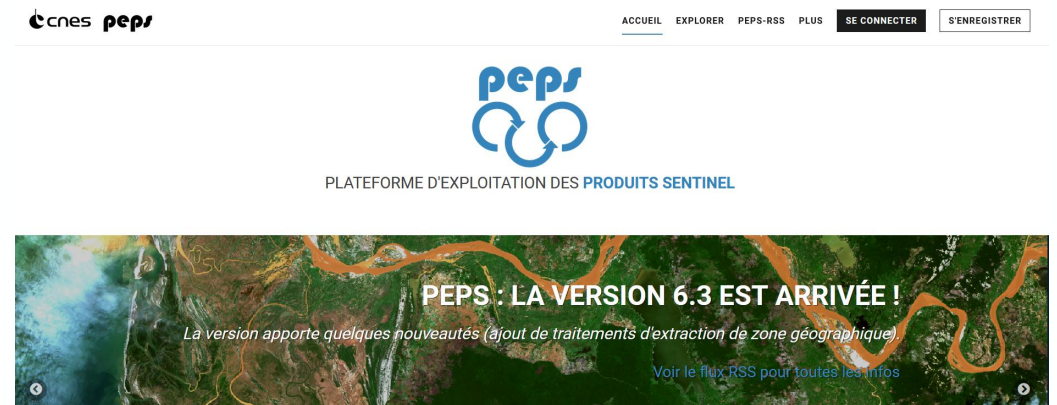 cnes peps
ACCUEIL EXPLORER PEPS-RSS PLUS SE CONNECTER S'ENREGISTRER
peps
PLATEFORME D'EXPLOITATION DES PRODUITS SENTINEL
PEPS : LA VERSION 6.3 EST ARRIVÉE !
La version apporte quelques nouveautés (ajout de traitements d'extraction de zone géographique).
Voir le flux RSS pour toutes les infos